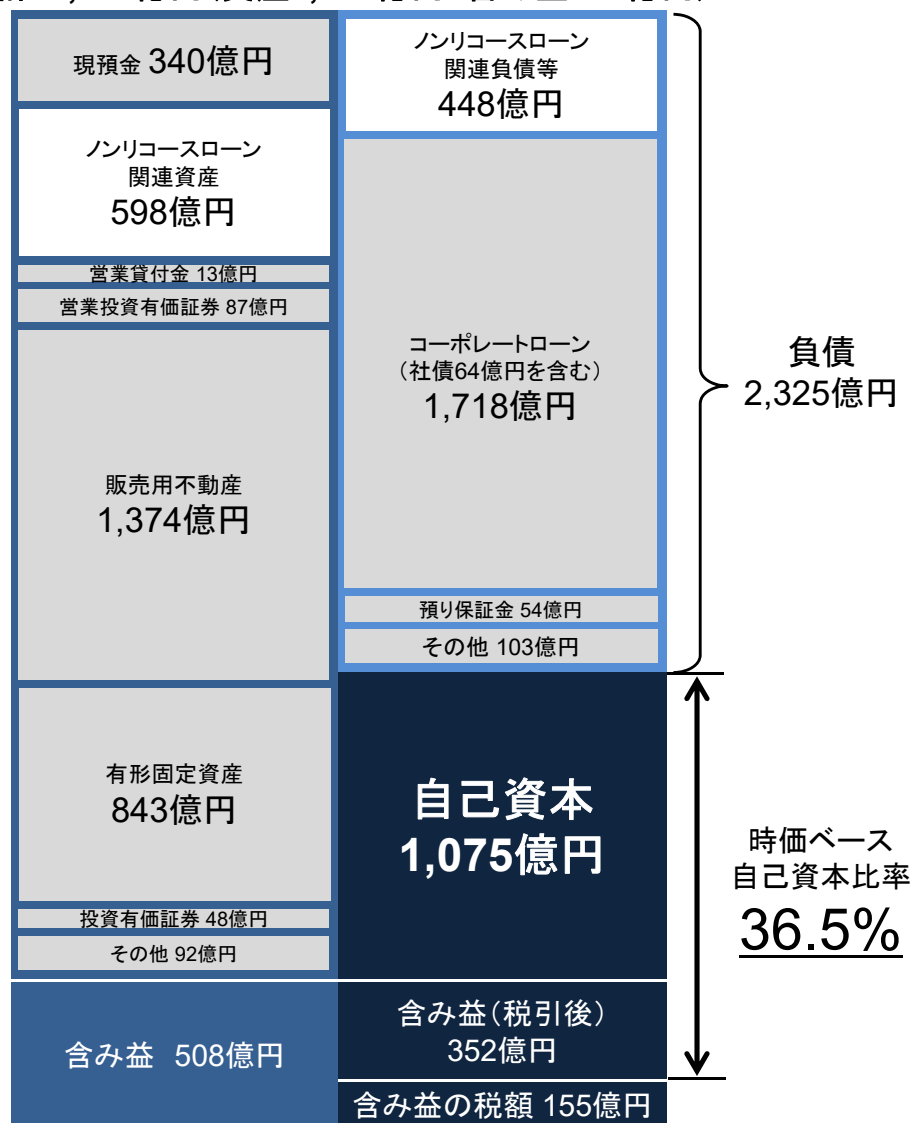 現預金 340億円
ノンリコースローン
関連資産
598億円
営業貸付金 13億円
営業投資有価証券 87億円
販売用不動産
1,374億円
有形固定資産
843億円
投資有価証券 48億円
その他 92億円
含み益 508億円
ノンリコースローン
関連負債等
448億円
コーポレートローン
（社債64億円を含む）
1,718億円
預り保証金 54億円
その他 103億円
自己資本
1,075億円
含み益（税引後）
352億円
含み益の税額 155億円
負債
2,325億円
時価ベース
自己資本比率
36.5%